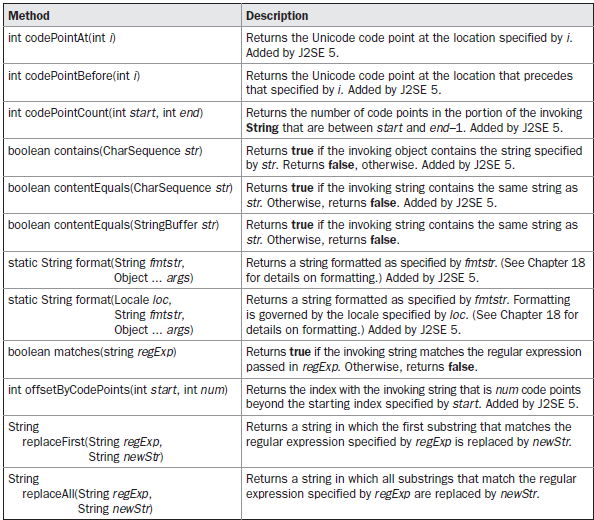 Method Description
int codePointAt(int i) Returns the Unicode code point at the location specified by i.
Added by J2SE 5.
int codePointBefore(int i) Returns the Unicode code point at the location that precedes
that specified by i. Added by J2SE 5.
int codePointCount(int start, int end) Returns the number of code points in the portion of the invoking
String that are between start and end–1. Added by J2SE 5.
boolean contains(CharSequence str) Returns true if the invoking object contains the string specified
by str. Returns false, otherwise. Added by J2SE 5.
boolean contentEquals(CharSequence str) Returns true if the invoking string contains the same string as
str. Otherwise, returns false. Added by J2SE 5.
boolean contentEquals(StringBuffer str) Returns true if the invoking string contains the same string as
str. Otherwise, returns false.
static String format(String fmtstr, Returns a string formatted as specified by fmtstr. (See Chapter 18
Object ... args) for details on formatting.) Added by J2SE 5.
static String format(Locale loc, Returns a string formatted as specified by fmtstr. Formatting
String fmtstr, is governed by the locale specified by loc. (See Chapter 18 for
Object ... args) details on formatting.) Added by J2SE 5.
boolean matches(string regExp) Returns true if the invoking string matches the regular expression
passed in regExp. Otherwise, returns false.
int offsetByCodePoints(int start, int num) Returns the index with the invoking string that is num code points
beyond the starting index specified by start. Added by J2SE 5.
String Returns a string in which the first substring that matches the
replaceFirst(String regExp, regular expression specified by regExp is replaced by newStr.
String newStr)
String Returns a string in which all substrings that match the regular
replaceAll(String regExp, expression specified by regExp are replaced by newStr.
String newStr)